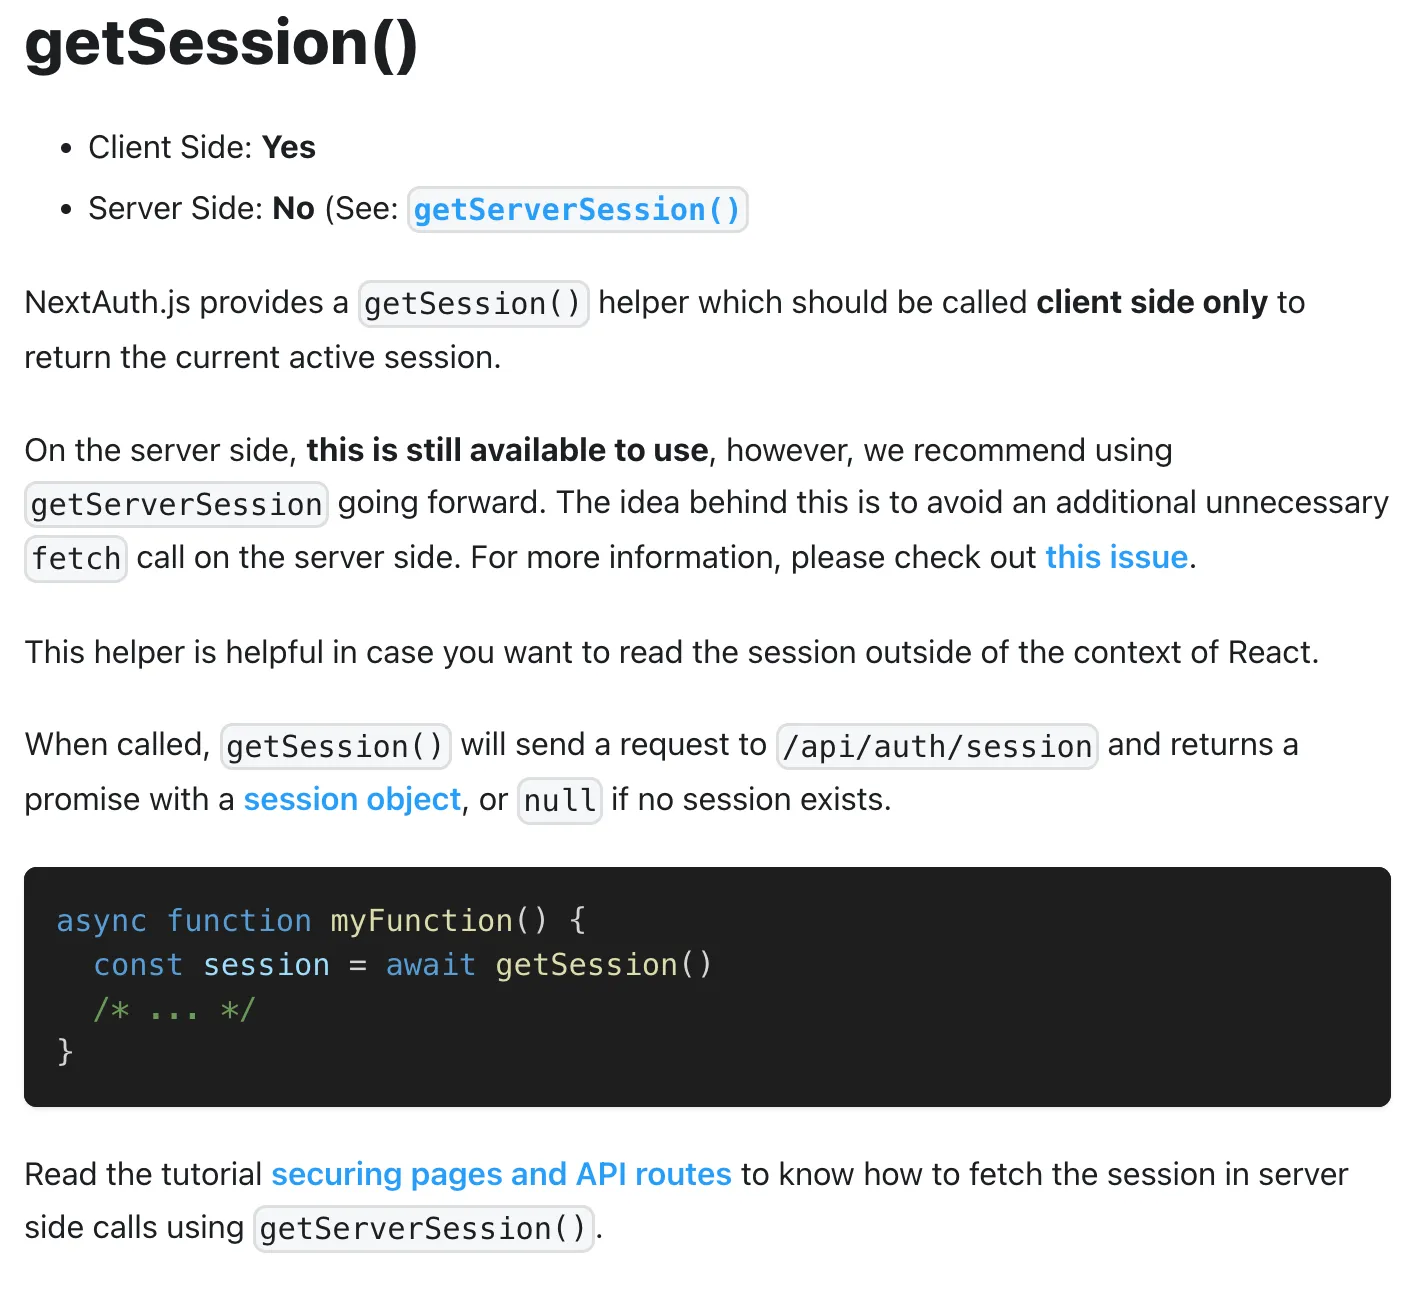 getSession()
• Client Side: Yes
• Server Side: No (See: getServerSession()
NextAuth.js provides a getSession() helper which should be called client side only to
return the current active session.
On the server side, this is still available to use, however, we recommend using
getServerSession going forward. The idea behind this is to avoid an additional unnecessary
fetch call on the server side. For more information, please check out this issue.
This helper is helpful in case you want to read the session outside of the context of React.
When called, getSession() will send a request to /api/auth/session and returns a
promise with a session object, or null if no session exists.
async function myFunction() {
  const session = await getSession()
  /* ... */
}
Read the tutorial securing pages and API routes to know how to fetch the session in server
side calls using getServerSession().